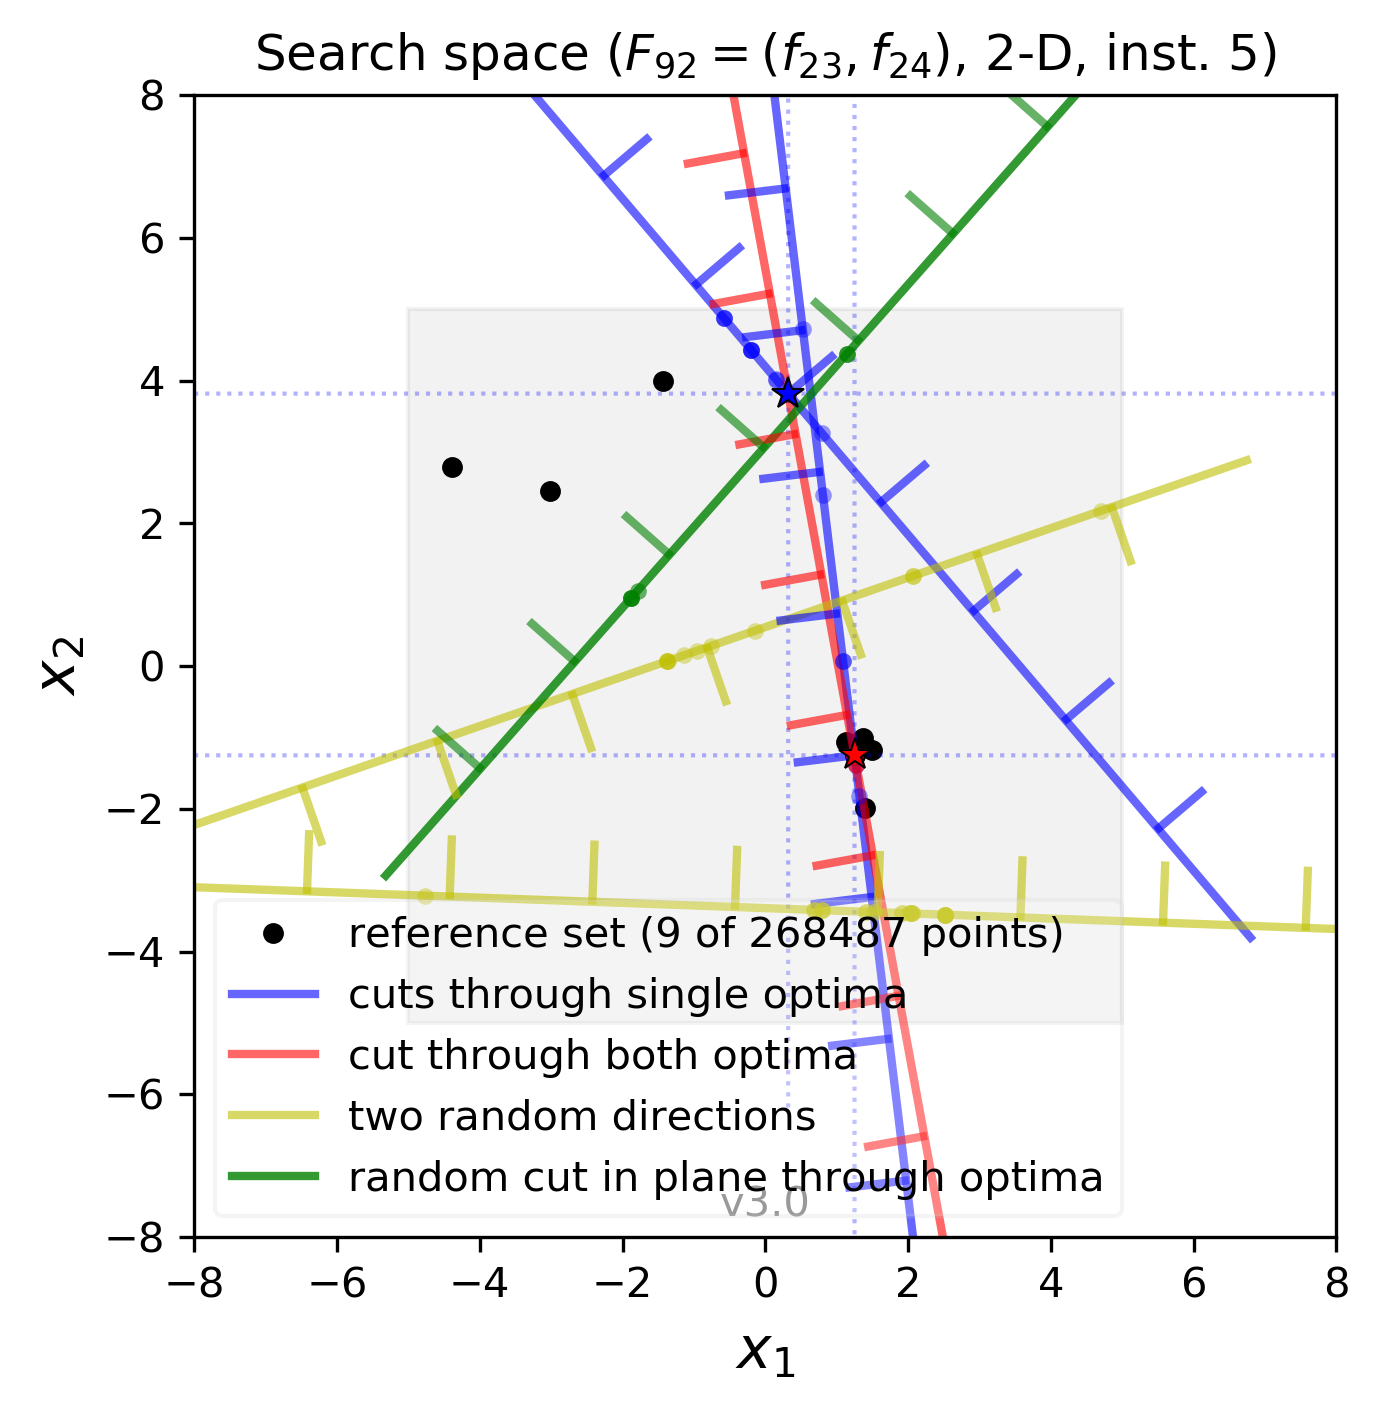 Search space (F₉₂ = (f₂₃, f₂₄), 2-D, inst. 5)
8
6
4
2
0
−2
−4
−6
−8
x₂
reference set (9 of 268487 points)
cuts through single optima
cut through both optima
two random directions
random cut in plane through optima
v3.0
−8 −6 −4 −2 0 2 4 6 8
x₁